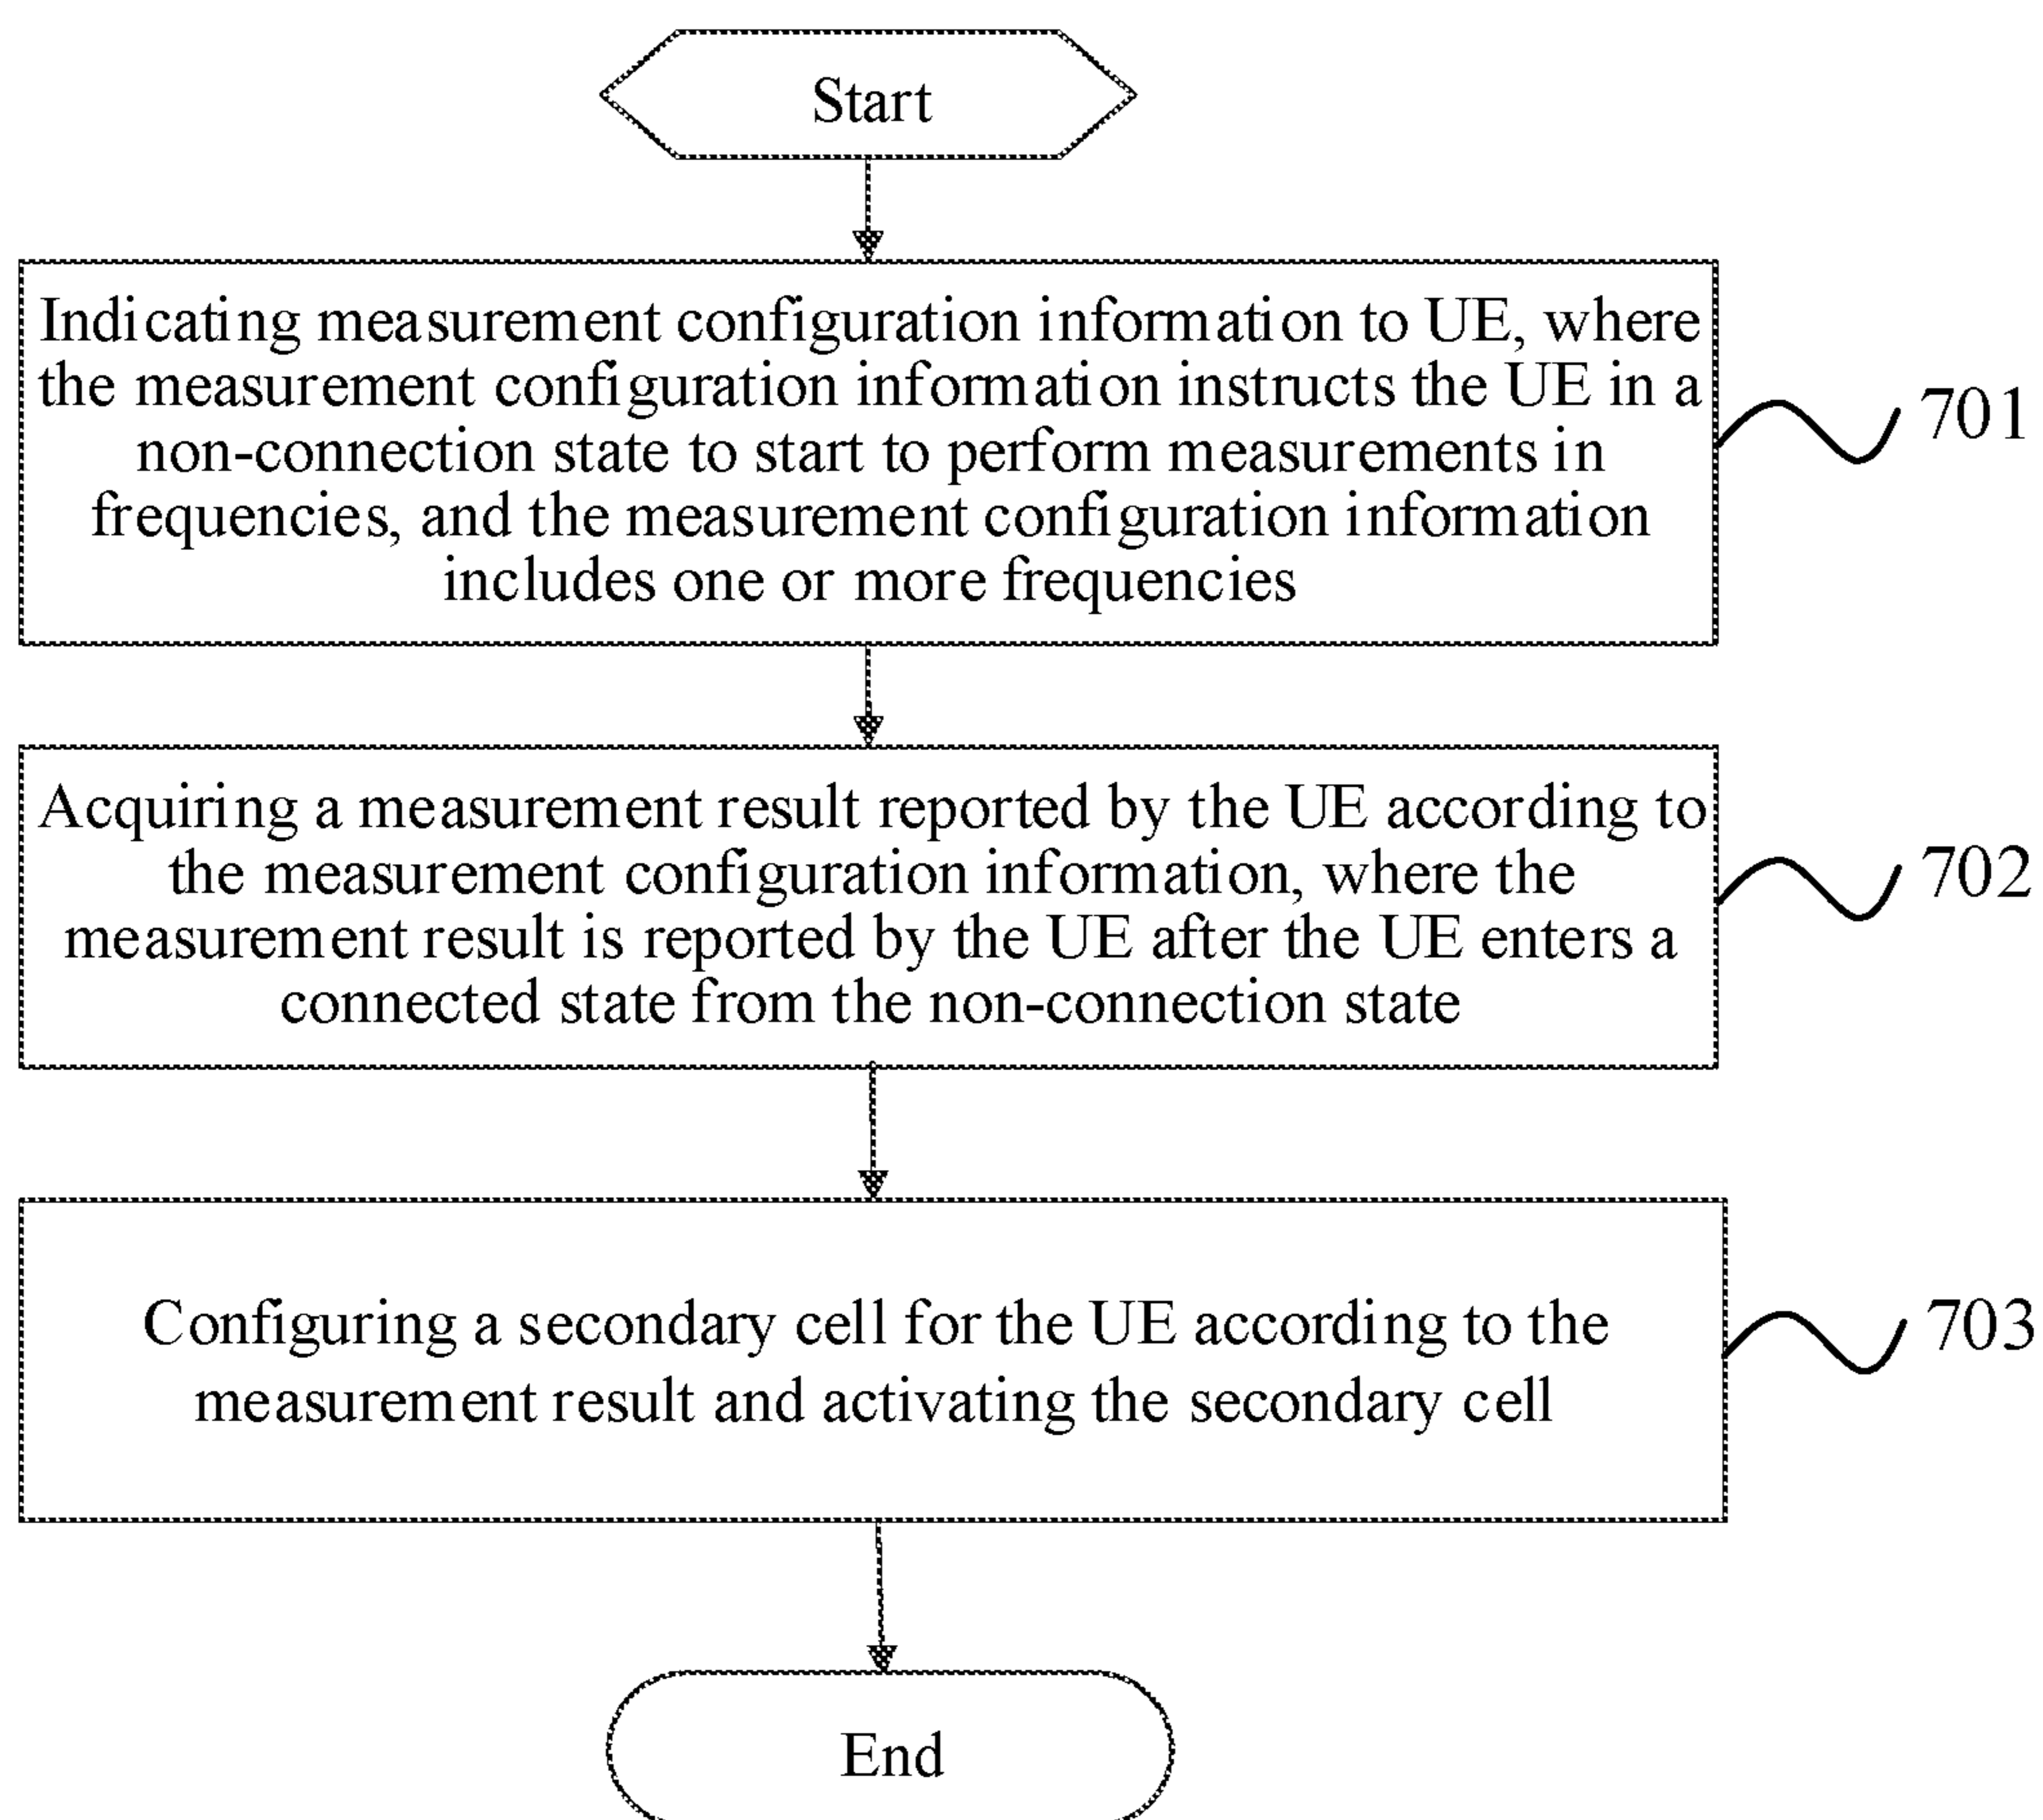 Start
Indicating measurement configuration information to UE, where
the measurement configuration information instructs the UE in a
non-connection state to start to perform measurements in
frequencies, and the measurement configuration information
includes one or more frequencies
701
Acquiring a measurement result reported by the UE according to
the measurement configuration information, where the
measurement result is reported by the UE after the UE enters a
connected state from the non-connection state
702
Configuring a secondary cell for the UE according to the
measurement result and activating the secondary cell
703
End